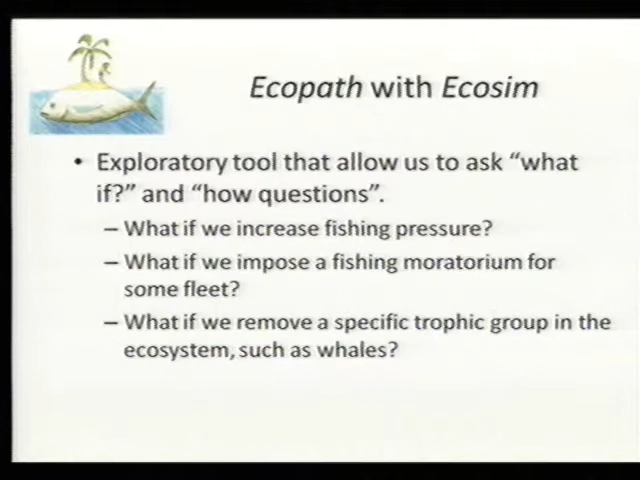 Ecopath with Ecosim
• Exploratory tool that allow us to ask “what
if?” and “how questions”.
– What if we increase fishing pressure?
– What if we impose a fishing moratorium for
some fleet?
– What if we remove a specific trophic group in the
ecosystem, such as whales?